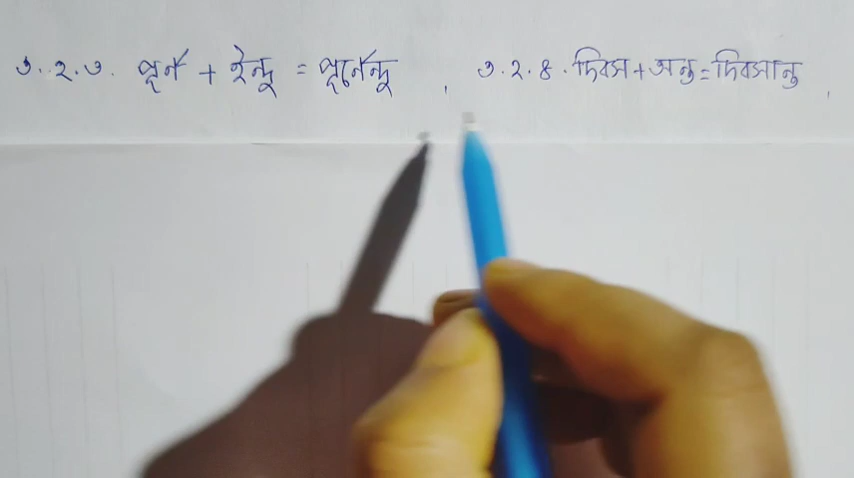 ৩.২.৩. পূর্ন + ইন্দু = পূর্নেন্দু , ৩.২.৪. দিবস + অন্ত = দিবসান্ত ,